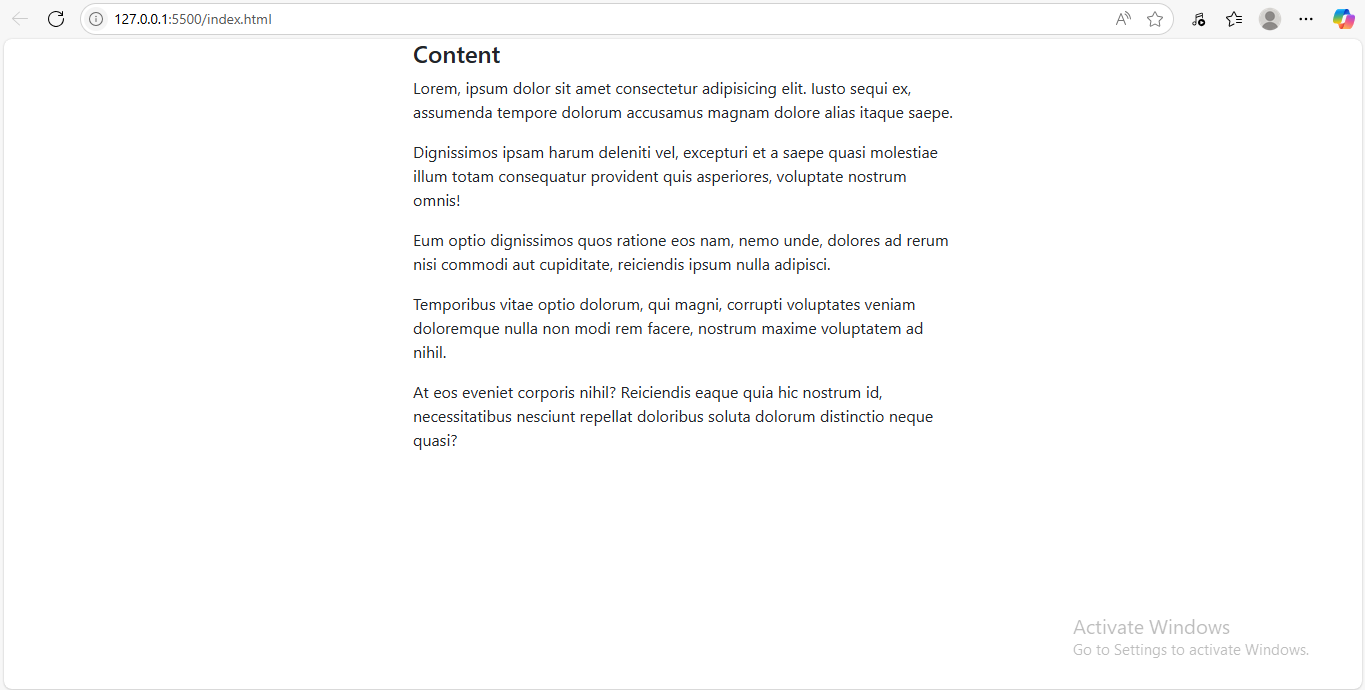 127.0.0.1:5500/index.html
Content
Lorem, ipsum dolor sit amet consectetur adipisicing elit. Iusto sequi ex,
assumenda tempore dolorum accusamus magnam dolore alias itaque saepe.
Dignissimos ipsam harum deleniti vel, excepturi et a saepe quasi molestiae
illum totam consequatur provident quis asperiores, voluptate nostrum
omnis!
Eum optio dignissimos quos ratione eos nam, nemo unde, dolores ad rerum
nisi commodi aut cupiditate, reiciendis ipsum nulla adipisci.
Temporibus vitae optio dolorum, qui magni, corrupti voluptates veniam
doloremque nulla non modi rem facere, nostrum maxime voluptatem ad
nihil.
At eos eveniet corporis nihil? Reiciendis eaque quia hic nostrum id,
necessitatibus nesciunt repellat doloribus soluta dolorum distinctio neque
quasi?
Activate Windows
Go to Settings to activate Windows.